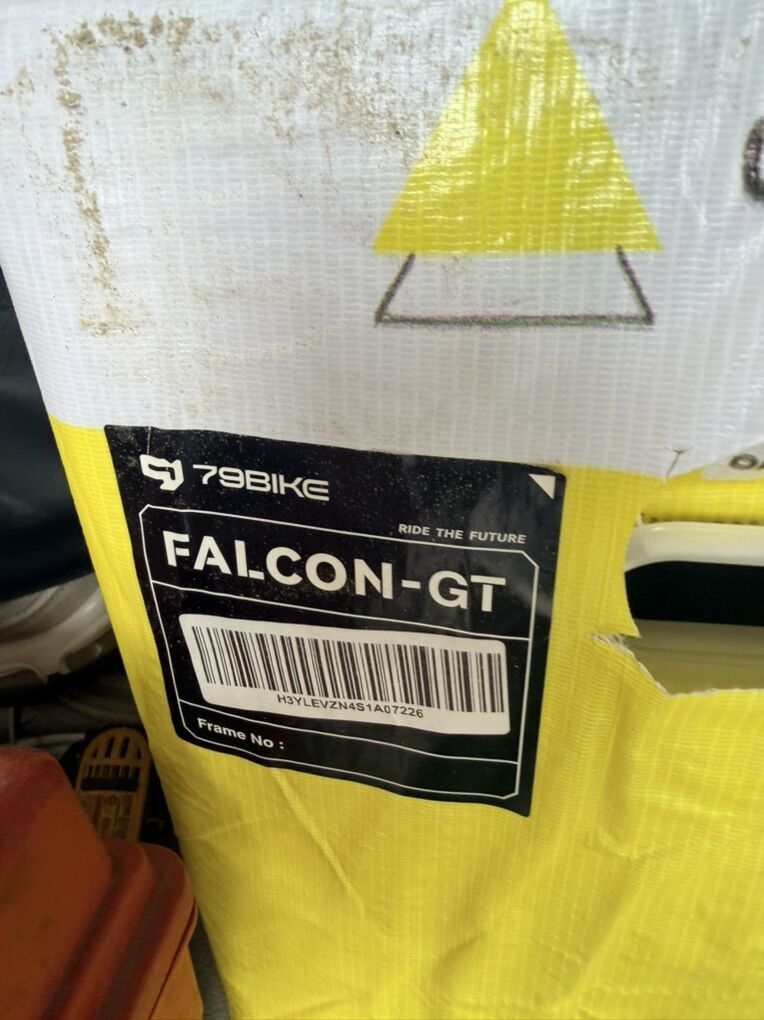 79BIKE
RIDE THE FUTURE
FALCON-GT
H3YLEVZN4S1A07226
Frame No :